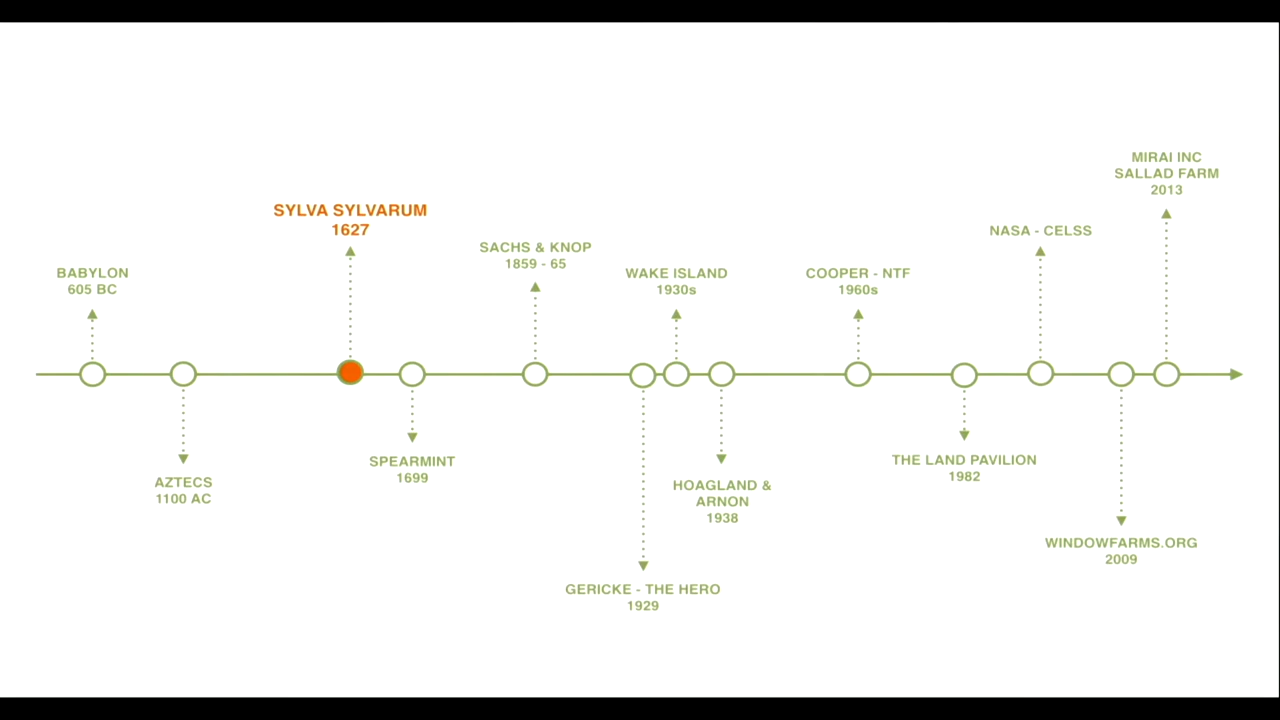 BABYLON
605 BC
AZTECS
1100 AC
SYLVA SYLVARUM
1627
SPEARMINT
1699
SACHS & KNOP
1859 - 65
GERICKE - THE HERO
1929
WAKE ISLAND
1930s
HOAGLAND &
ARNON
1938
COOPER - NTF
1960s
THE LAND PAVILION
1982
NASA - CELSS
WINDOWFARMS.ORG
2009
MIRAI INC
SALLAD FARM
2013